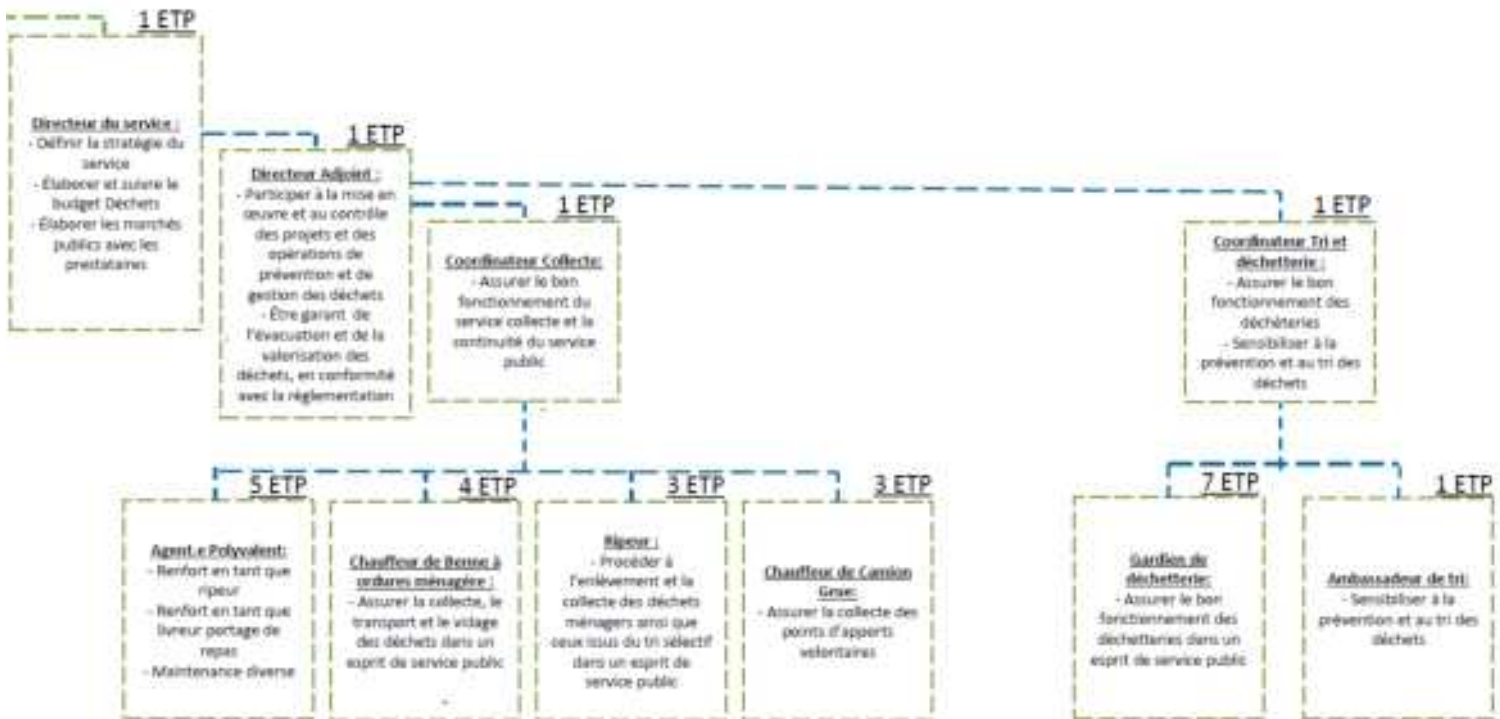 1 ETP
Directeur du service :
- Définir la stratégie du
service
- Élaborer et suivre le
budget Déchets
- Élaborer les marchés
publics avec les
prestataires
1 ETP
Directeur Adjoint :
- Participer à la mise en
œuvre et au contrôle
des projets et des
opérations de
prévention et de
gestion des déchets
- Être garant de
l'évacuation et de la
valorisation des
déchets, en conformité
avec la réglementation
1 ETP
Coordinateur Collecte:
- Assurer le bon
fonctionnement du
service collecte et la
continuité du service
public
1 ETP
Coordinateur Tri et
déchetterie :
- Assurer le bon
fonctionnement des
déchèteries
- Sensibiliser à la
prévention et au tri des
déchets
5 ETP
Agent.e Polyvalent:
- Renfort en tant que
ripeur
- Renfort en tant que
livreur portage de
repas
- Maintenance diverse
4 ETP
Chauffeur de Benne à
ordures ménagère :
- Assurer la collecte, le
transport et le vidage
des déchets dans un
esprit de service public
-
3 ETP
Ripeur :
- Procéder à
l'enlèvement et la
collecte des déchets
ménagers ainsi que
ceux issus du tri sélectif
dans un esprit de
service public
3 ETP
Chauffeur de Camion
Grue:
- Assurer la collecte des
points d'apports
volontaires
7 ETP
Gardien de
déchetterie:
- Assurer le bon
fonctionnement des
déchetteries dans un
esprit de service public
1 ETP
Ambassadeur de tri:
- Sensibiliser à la
prévention et au tri des
déchets